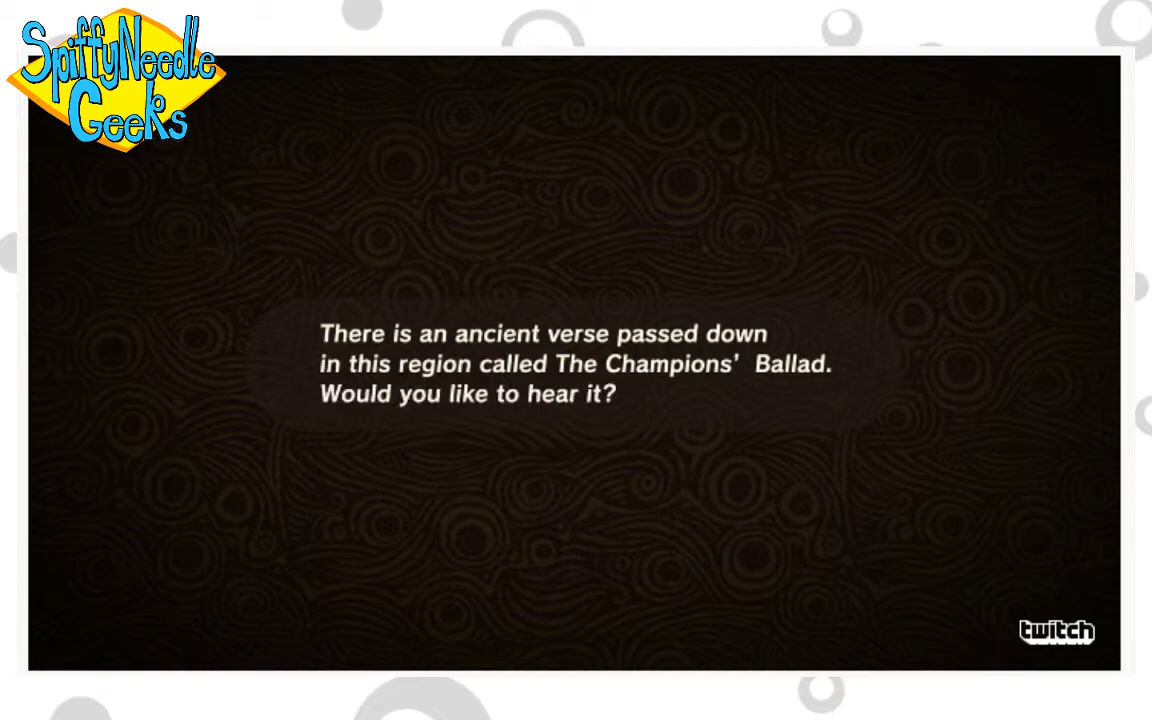 SpiffyNeedle
Geeks
There is an ancient verse passed down
in this region called The Champions' Ballad.
Would you like to hear it?
twitch